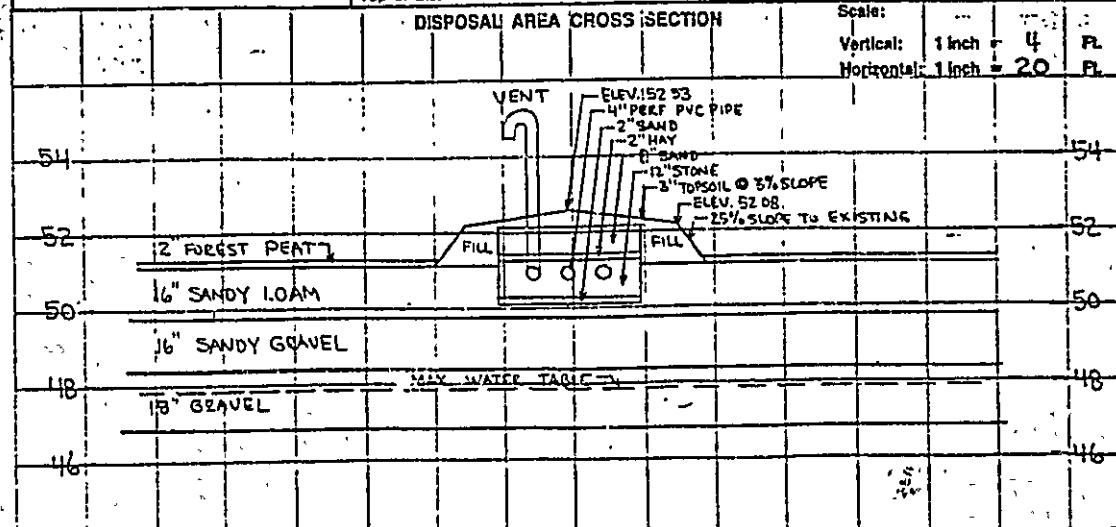 DISPOSAL AREA CROSS SECTION
Scale:
Vertical: 1 inch = 4 Ft.
Horizontal: 1 inch = 20 Ft.
VENT
ELEV. 152 53
4" PERF PVC PIPE
2" SAND
2" HAY
8" SAND
12" STONE
3" TOPSOIL @ 3% SLOPE
ELEV. 52 08.
25% SLOPE TO EXISTING
54 54
52 52
FILL FILL
2" FOREST PEAT
16" SANDY LOAM
50 50
16" SANDY GRAVEL
MAX WATER TABLE
48 48
18" GRAVEL
46 46